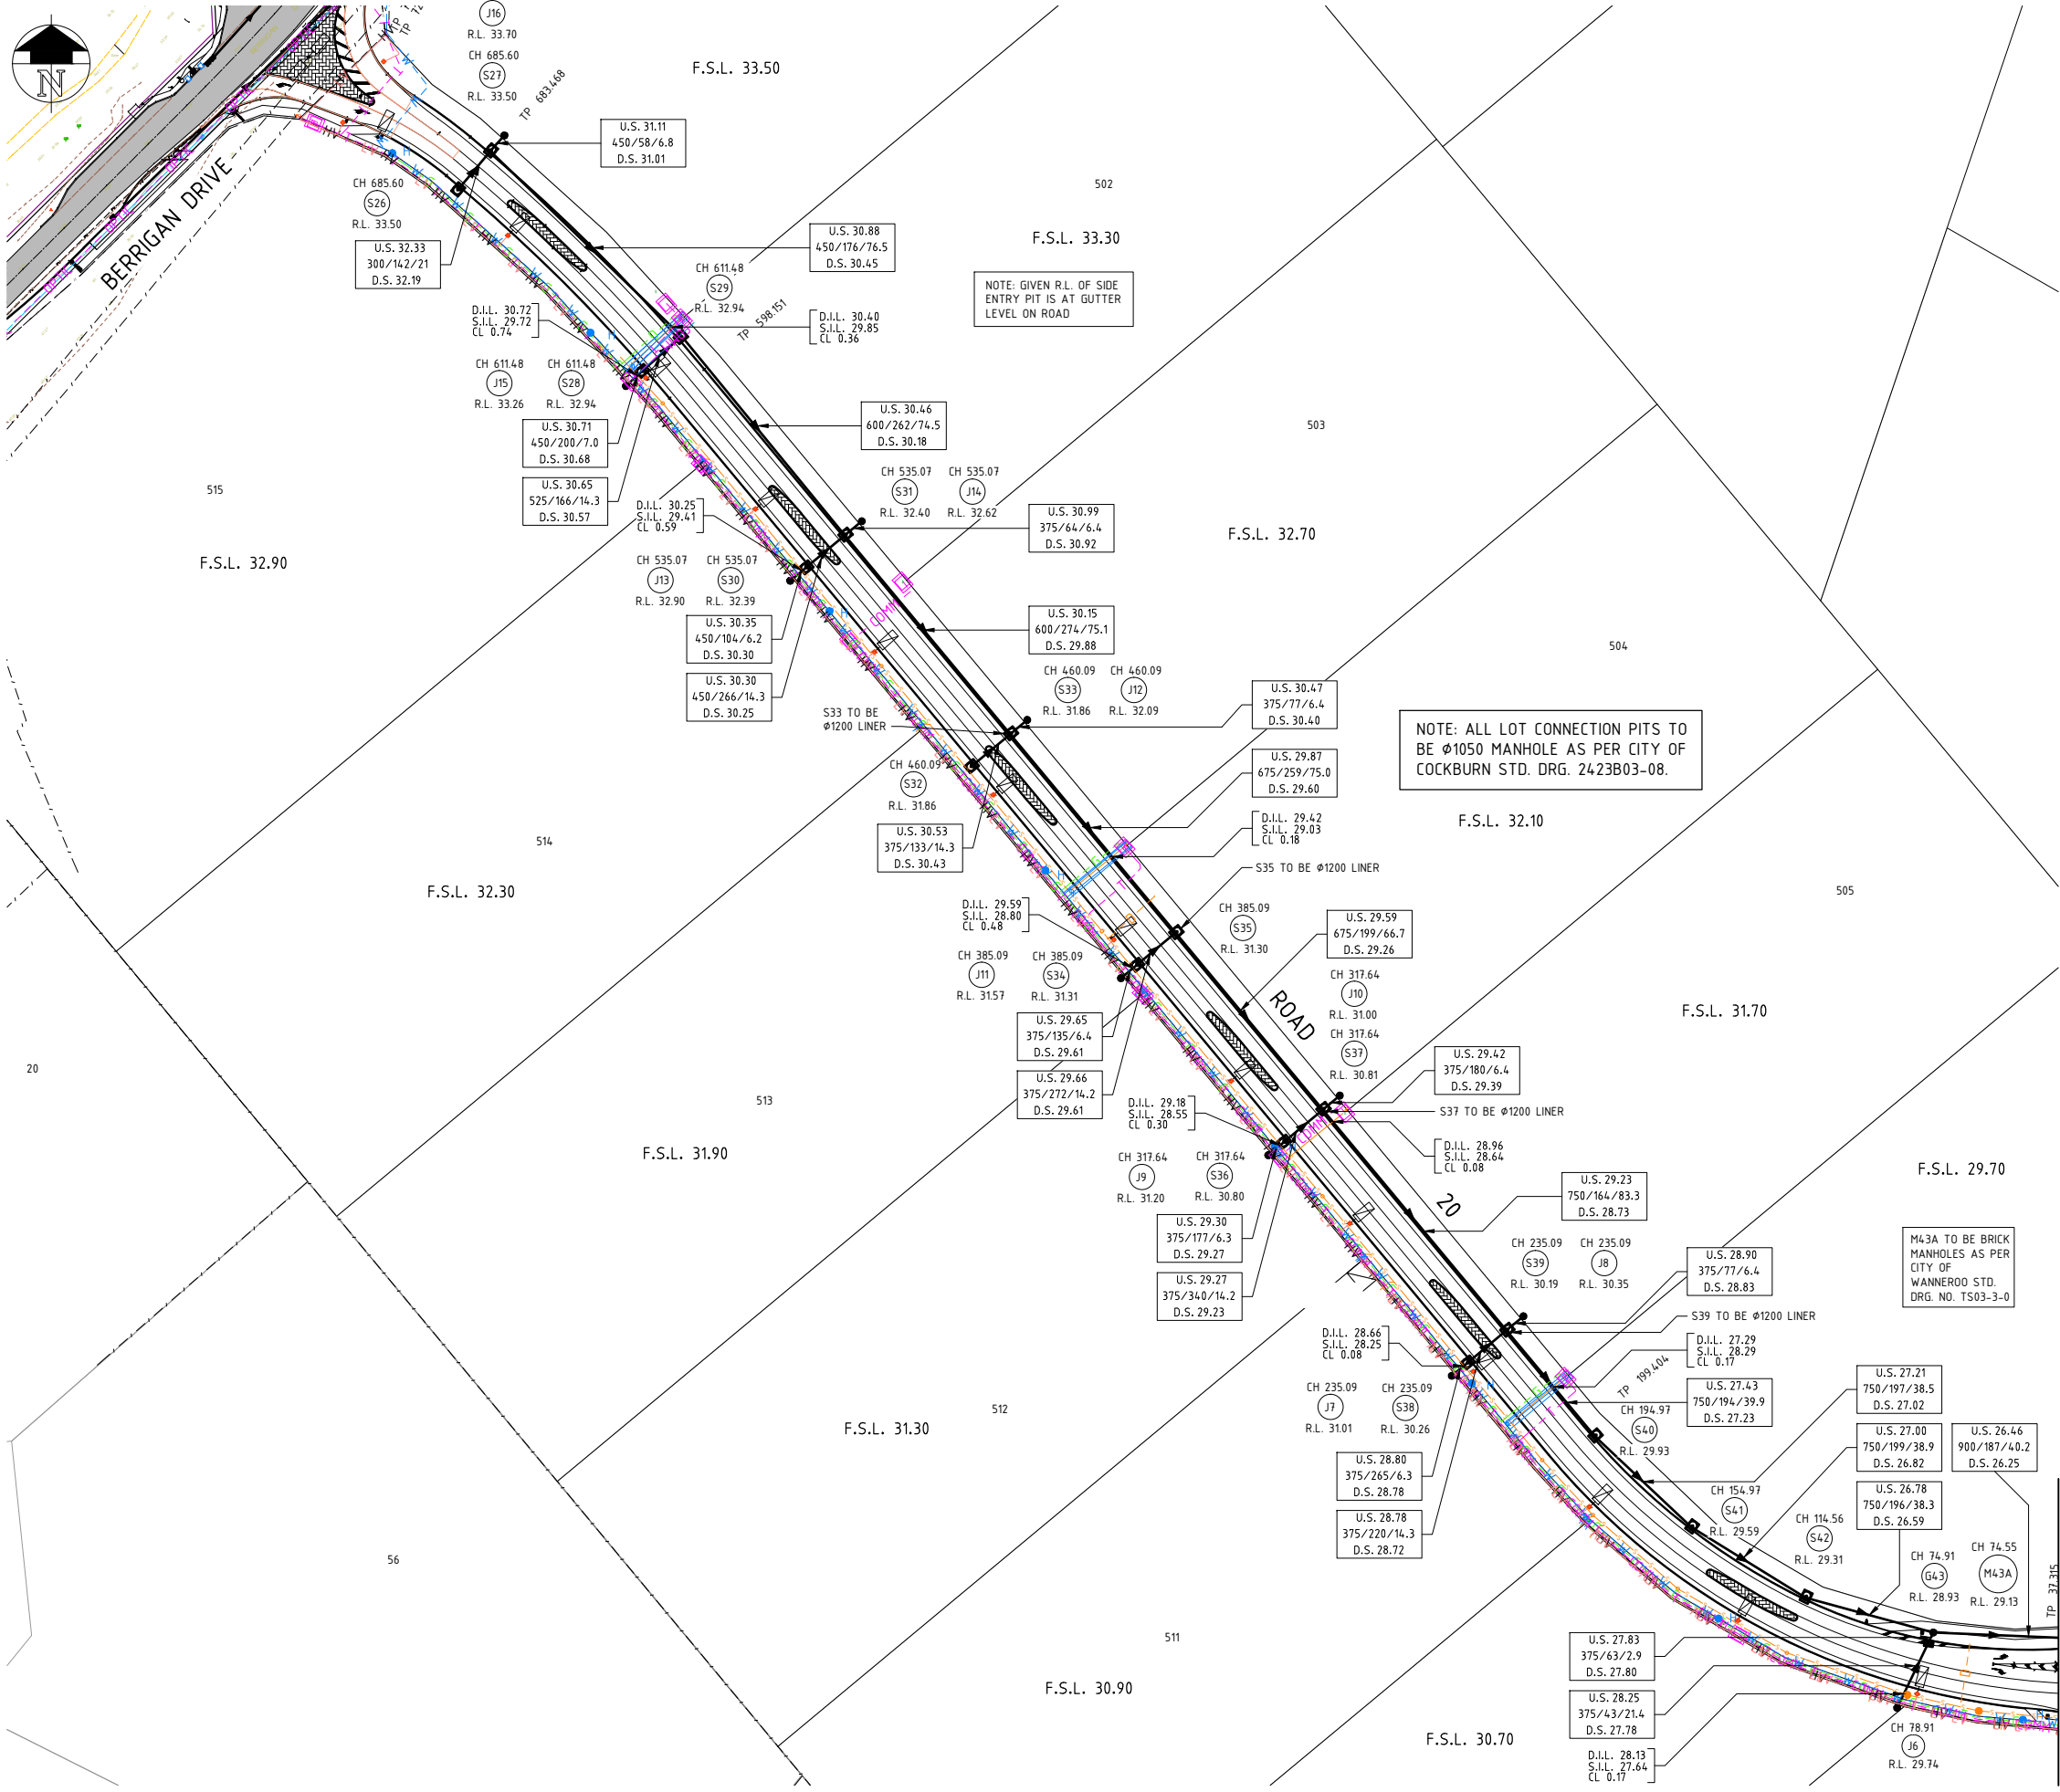 J16
R.L. 33.70
CH 685.60
S27
R.L. 33.50
TP 683.468
F.S.L. 33.50
N
U.S. 31.11
450/58/6.8
D.S. 31.01
BERRIGAN DRIVE
CH 685.60
S26
R.L. 33.50
U.S. 32.33
300/142/21
D.S. 32.19
502
F.S.L. 33.30
U.S. 30.88
450/176/76.5
D.S. 30.45
CH 611.48
S29
R.L. 32.94
TP 598.151
NOTE: GIVEN R.L. OF SIDE
ENTRY PIT IS AT GUTTER
LEVEL ON ROAD
D.I.L. 30.72
S.I.L. 29.72
CL 0.74
D.I.L. 30.40
S.I.L. 29.85
CL 0.36
CH 611.48
J15
R.L. 33.26
CH 611.48
S28
R.L. 32.94
U.S. 30.71
450/200/7.0
D.S. 30.68
U.S. 30.46
600/262/74.5
D.S. 30.18
503
515
U.S. 30.65
525/166/14.3
D.S. 30.57
D.I.L. 30.25
S.I.L. 29.41
CL 0.59
CH 535.07
S31
R.L. 32.40
CH 535.07
J14
R.L. 32.62
U.S. 30.99
375/64/6.4
D.S. 30.92
F.S.L. 32.70
F.S.L. 32.90
CH 535.07
J13
R.L. 32.90
CH 535.07
S30
R.L. 32.39
COMM
U.S. 30.35
450/104/6.2
D.S. 30.30
U.S. 30.15
600/274/75.1
D.S. 29.88
504
U.S. 30.30
450/266/14.3
D.S. 30.25
CH 460.09
S33
R.L. 31.86
CH 460.09
J12
R.L. 32.09
U.S. 30.47
375/77/6.4
D.S. 30.40
S33 TO BE
Ø1200 LINER
NOTE: ALL LOT CONNECTION PITS TO
BE Ø1050 MANHOLE AS PER CITY OF
COCKBURN STD. DRG. 2423B03-08.
CH 460.09
S32
R.L. 31.86
U.S. 29.87
675/259/75.0
D.S. 29.60
F.S.L. 32.10
U.S. 30.53
375/133/14.3
D.S. 30.43
D.I.L. 29.42
S.I.L. 29.03
CL 0.18
514
F.S.L. 32.30
S35 TO BE Ø1200 LINER
505
D.I.L. 29.59
S.I.L. 28.80
CL 0.48
CH 385.09
S35
R.L. 31.30
U.S. 29.59
675/199/66.7
D.S. 29.26
CH 385.09
J11
R.L. 31.57
CH 385.09
S34
R.L. 31.31
CH 317.64
J10
R.L. 31.00
F.S.L. 31.70
ROAD
U.S. 29.65
375/135/6.4
D.S. 29.61
CH 317.64
S37
R.L. 30.81
20
U.S. 29.66
375/272/14.2
D.S. 29.61
U.S. 29.42
375/180/6.4
D.S. 29.39
513
D.I.L. 29.18
S.I.L. 28.55
CL 0.30
S37 TO BE Ø1200 LINER
COMM
F.S.L. 31.90
D.I.L. 28.96
S.I.L. 28.64
CL 0.08
CH 317.64
J9
R.L. 31.20
CH 317.64
S36
R.L. 30.80
F.S.L. 29.70
20
U.S. 29.23
750/164/83.3
D.S. 28.73
U.S. 29.30
375/177/6.3
D.S. 29.27
CH 235.09
S39
R.L. 30.19
CH 235.09
J8
R.L. 30.35
M43A TO BE BRICK
MANHOLES AS PER
CITY OF
WANNEROO STD.
DRG. NO. TS03-3-0
U.S. 29.27
375/340/14.2
D.S. 29.23
U.S. 28.90
375/77/6.4
D.S. 28.83
S39 TO BE Ø1200 LINER
D.I.L. 28.66
S.I.L. 28.25
CL 0.08
D.I.L. 27.29
S.I.L. 28.29
CL 0.17
TP 199.404
CH 235.09
J7
R.L. 31.01
CH 235.09
S38
R.L. 30.26
U.S. 27.43
750/194/39.9
D.S. 27.23
U.S. 27.21
750/197/38.5
D.S. 27.02
512
F.S.L. 31.30
CH 194.97
S40
R.L. 29.93
U.S. 27.00
750/199/38.9
D.S. 26.82
U.S. 26.46
900/187/40.2
D.S. 26.25
U.S. 28.80
375/265/6.3
D.S. 28.78
U.S. 26.78
750/196/38.3
D.S. 26.59
CH 154.97
S41
R.L. 29.59
U.S. 28.78
375/220/14.3
D.S. 28.72
CH 114.56
S42
R.L. 29.31
56
CH 74.91
G43
R.L. 28.93
CH 74.55
M43A
R.L. 29.13
TP 37.315
511
F.S.L. 30.90
U.S. 27.83
375/63/2.9
D.S. 27.80
U.S. 28.25
375/43/21.4
D.S. 27.78
F.S.L. 30.70
D.I.L. 28.13
S.I.L. 27.64
CL 0.17
CH 78.91
J6
R.L. 29.74